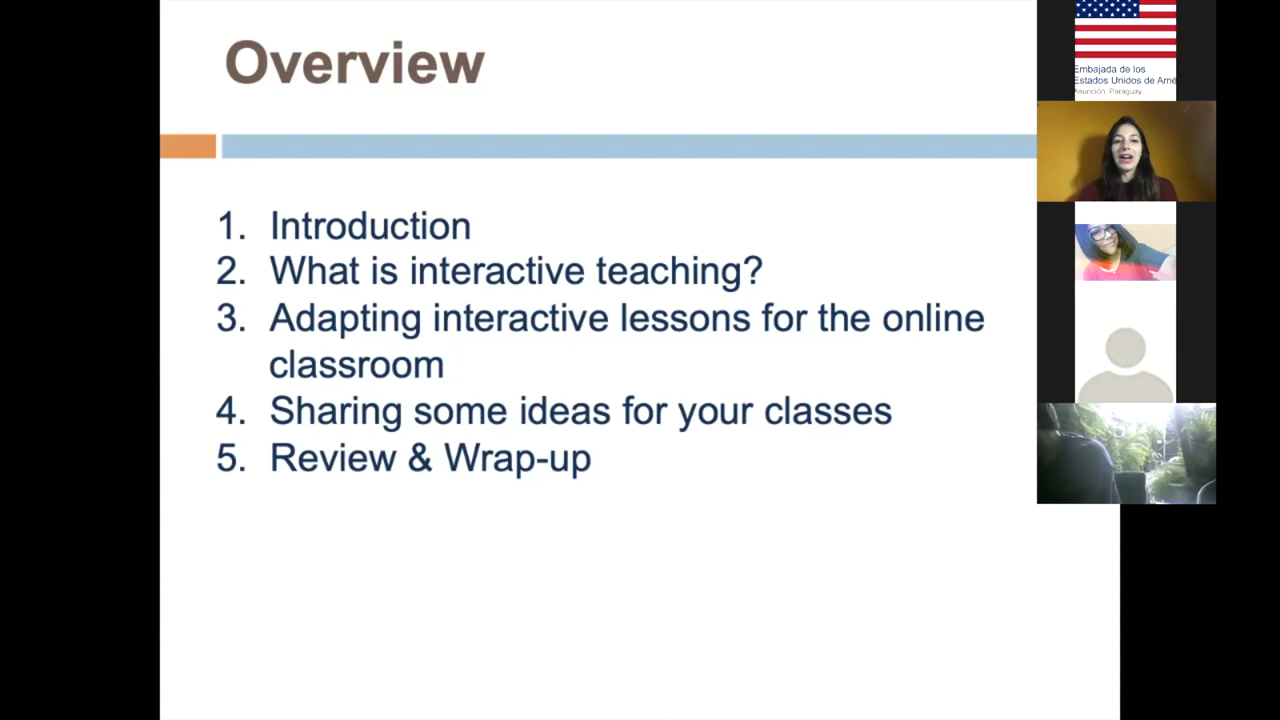 Overview
1. Introduction
2. What is interactive teaching?
3. Adapting interactive lessons for the online
classroom
4. Sharing some ideas for your classes
5. Review & Wrap-up
Embajada de los
Estados Unidos de Amé
Asunción, Paraguay